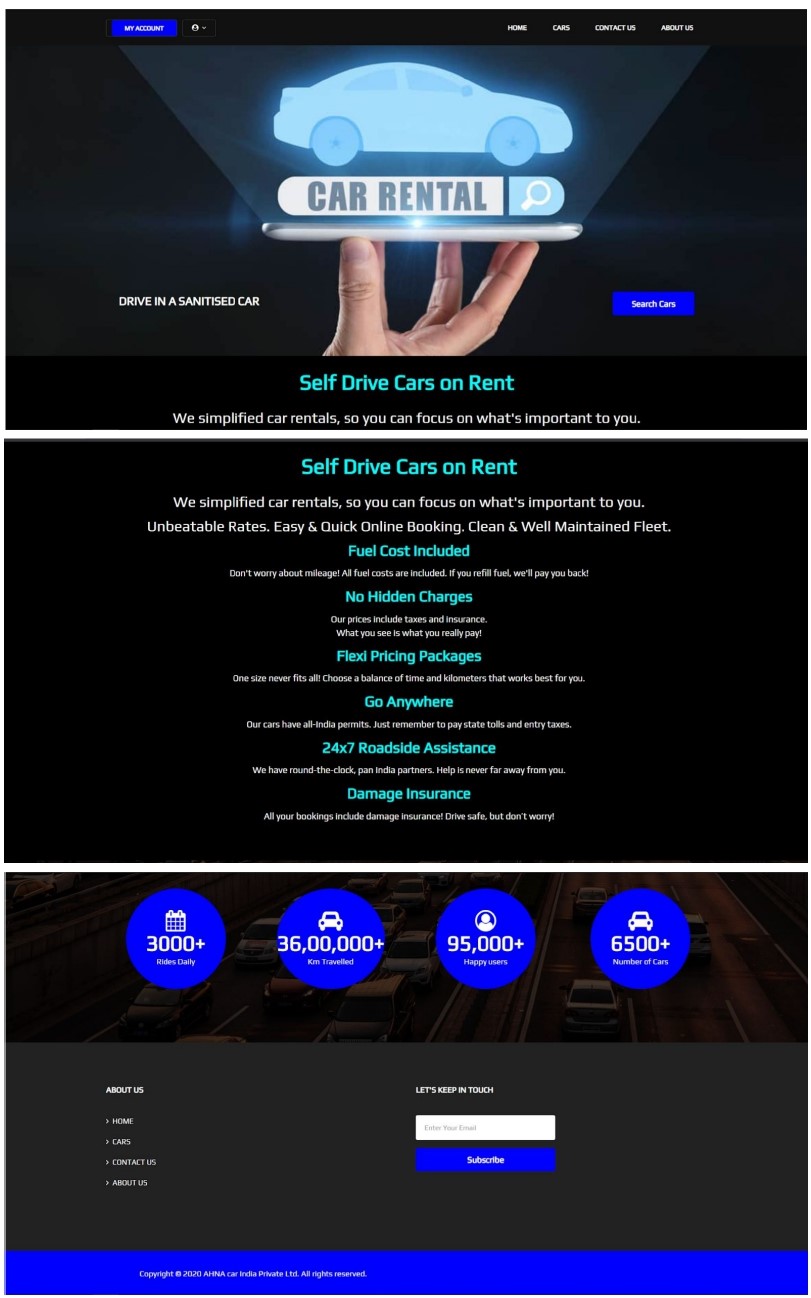 MY ACCOUNT
HOME CARS CONTACT US ABOUT US
CAR RENTAL
DRIVE IN A SANITISED CAR
Search Cars
Self Drive Cars on Rent
We simplified car rentals, so you can focus on what's important to you.
Self Drive Cars on Rent
We simplified car rentals, so you can focus on what's important to you.
Unbeatable Rates. Easy & Quick Online Booking. Clean & Well Maintained Fleet.
Fuel Cost Included
Don't worry about mileage! All fuel costs are included. If you refill fuel, we'll pay you back!
No Hidden Charges
Our prices include taxes and insurance.
What you see is what you really pay!
Flexi Pricing Packages
One size never fits all! Choose a balance of time and kilometers that works best for you.
Go Anywhere
Our cars have all-India permits. Just remember to pay state tolls and entry taxes.
24x7 Roadside Assistance
We have round-the-clock, pan India partners. Help is never far away from you.
Damage Insurance
All your bookings include damage insurance! Drive safe, but don't worry!
3000+
Rides Daily
36,00,000+
Km Travelled
95,000+
Happy users
6500+
Number of Cars
ABOUT US
> HOME
> CARS
> CONTACT US
> ABOUT US
LET'S KEEP IN TOUCH
Enter Your Email
Subscribe
Copyright © 2020 AHNA car India Private Ltd. All rights reserved.